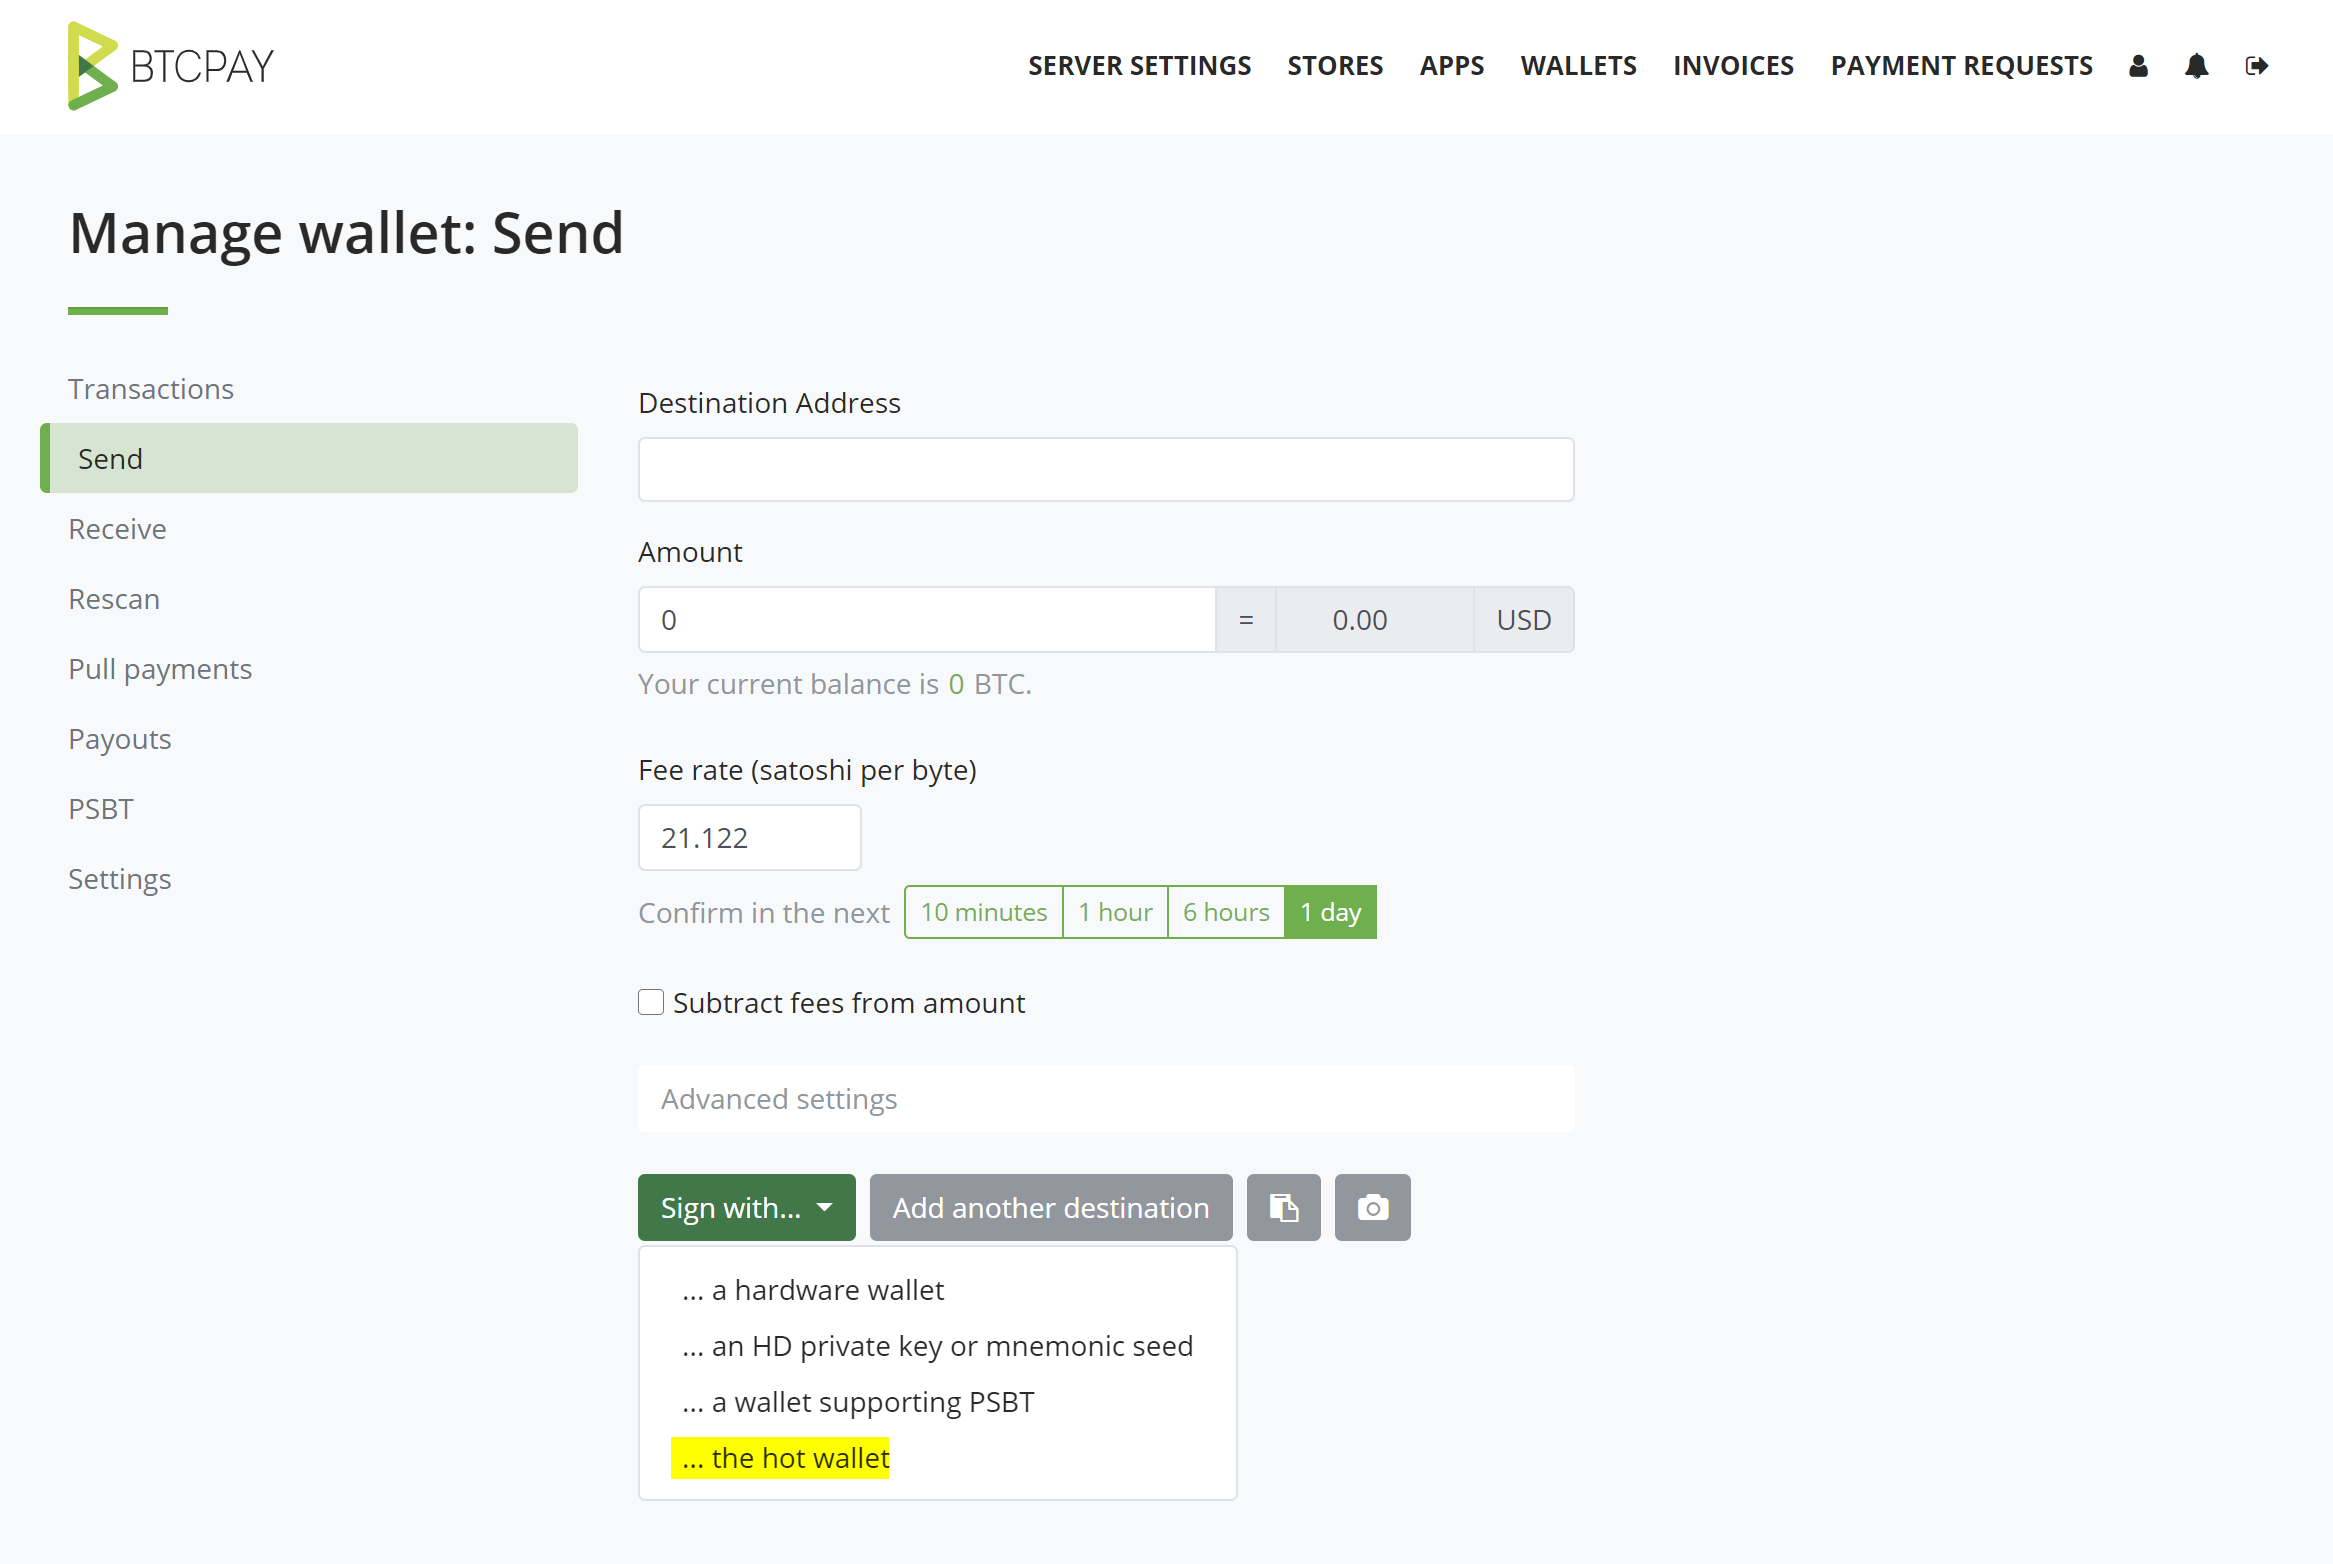 BTCPAY
SERVER SETTINGS STORES APPS WALLETS INVOICES PAYMENT REQUESTS
Manage wallet: Send
Transactions
Send
Receive
Rescan
Pull payments
Payouts
PSBT
Settings
Destination Address
Amount
0 = 0.00 USD
Your current balance is 0 BTC.
Fee rate (satoshi per byte)
21.122
Confirm in the next 10 minutes 1 hour 6 hours 1 day
Subtract fees from amount
Advanced settings
Sign with... Add another destination
... a hardware wallet
... an HD private key or mnemonic seed
... a wallet supporting PSBT
... the hot wallet